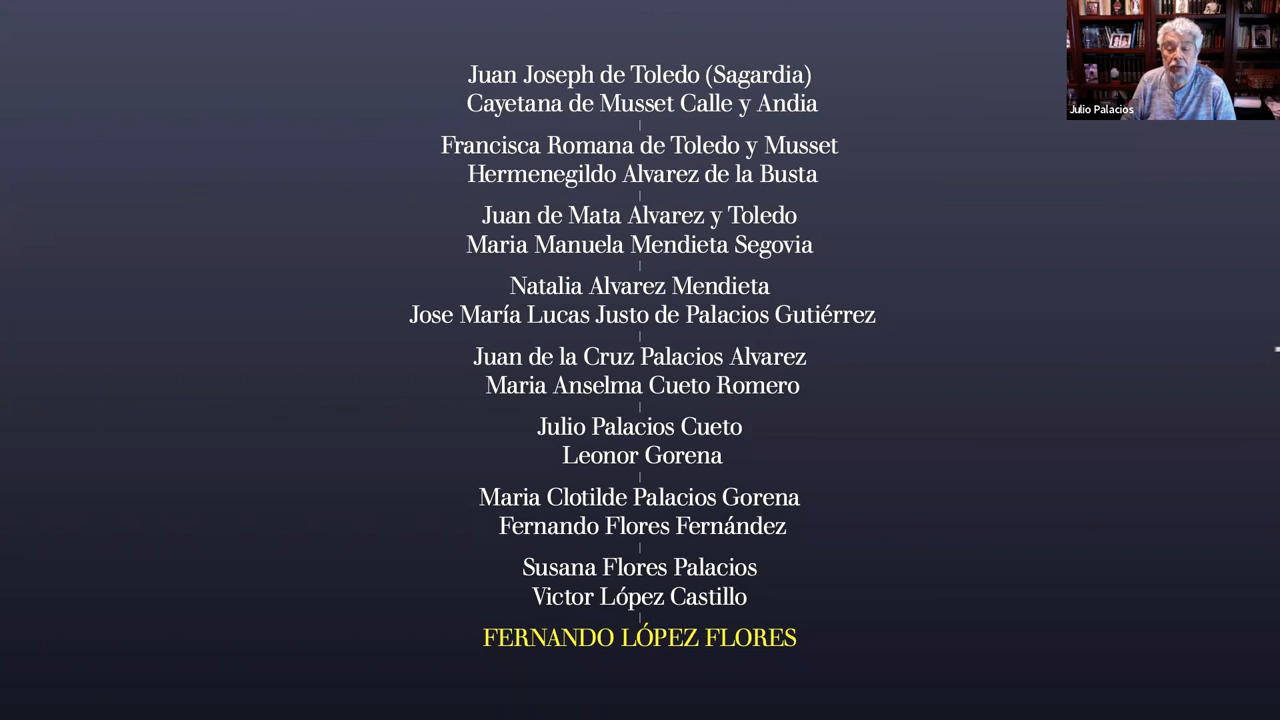 Juan Joseph de Toledo (Sagardia)
Cayetana de Musset Calle y Andia
Francisca Romana de Toledo y Musset
Hermenegildo Alvarez de la Busta
Juan de Mata Alvarez y Toledo
Maria Manuela Mendieta Segovia
Natalia Alvarez Mendieta
Jose María Lucas Justo de Palacios Gutiérrez
Juan de la Cruz Palacios Alvarez
Maria Anselma Cueto Romero
Julio Palacios Cueto
Leonor Gorena
Maria Clotilde Palacios Gorena
Fernando Flores Fernández
Susana Flores Palacios
Victor López Castillo
FERNANDO LÓPEZ FLORES
Julio Palacios